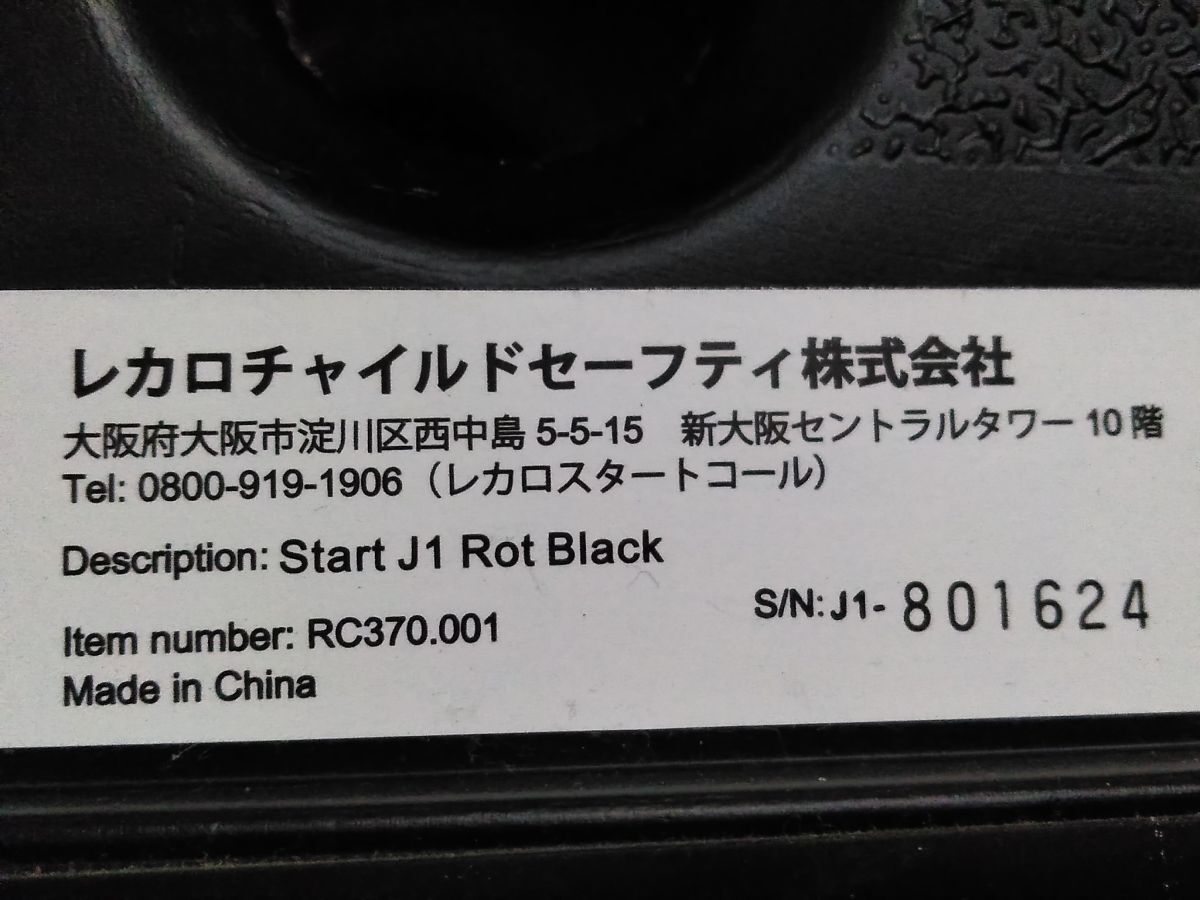 レカロチャイルドセーフティ株式会社
大阪府大阪市淀川区西中島 5-5-15　新大阪セントラルタワー 10 階
Tel: 0800-919-1906（レカロスタートコール）
Description: Start J1 Rot Black
S/N: J1- 801624
Item number: RC370.001
Made in China